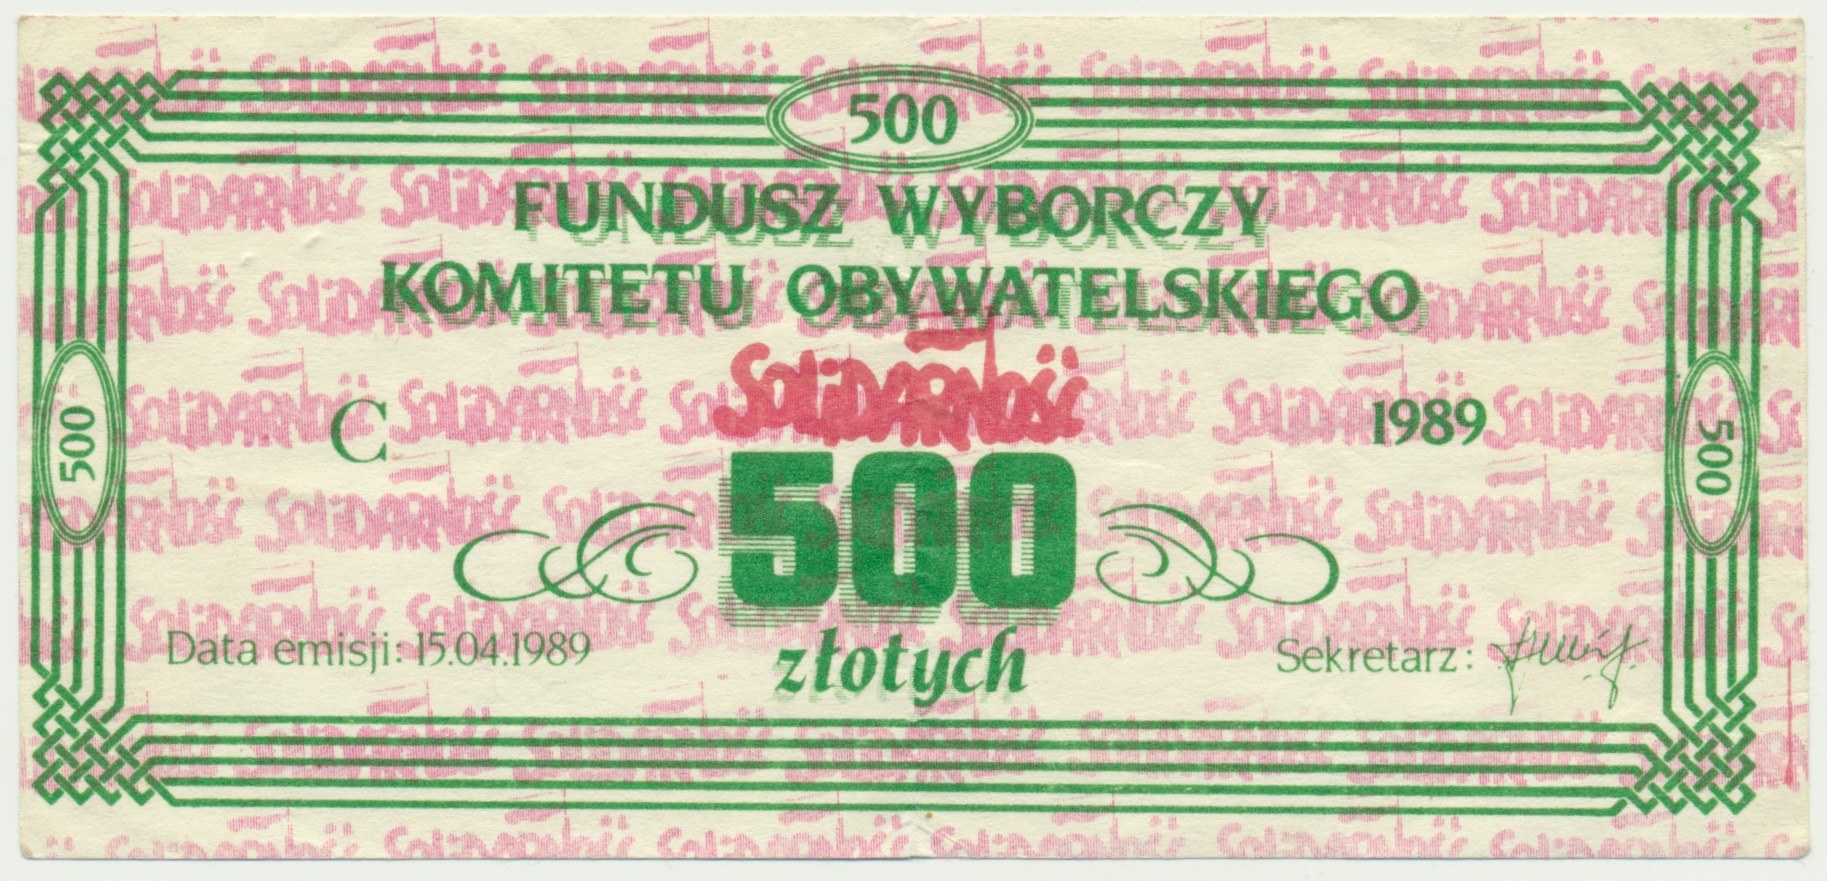 500
FUNDUSZ WYBORCZY
KOMITETU OBYWATELSKIEGO
SOLIDARNOŚĆ
C
1989
500
500
500
złotych
Data emisji: 15.04.1989
Sekretarz: